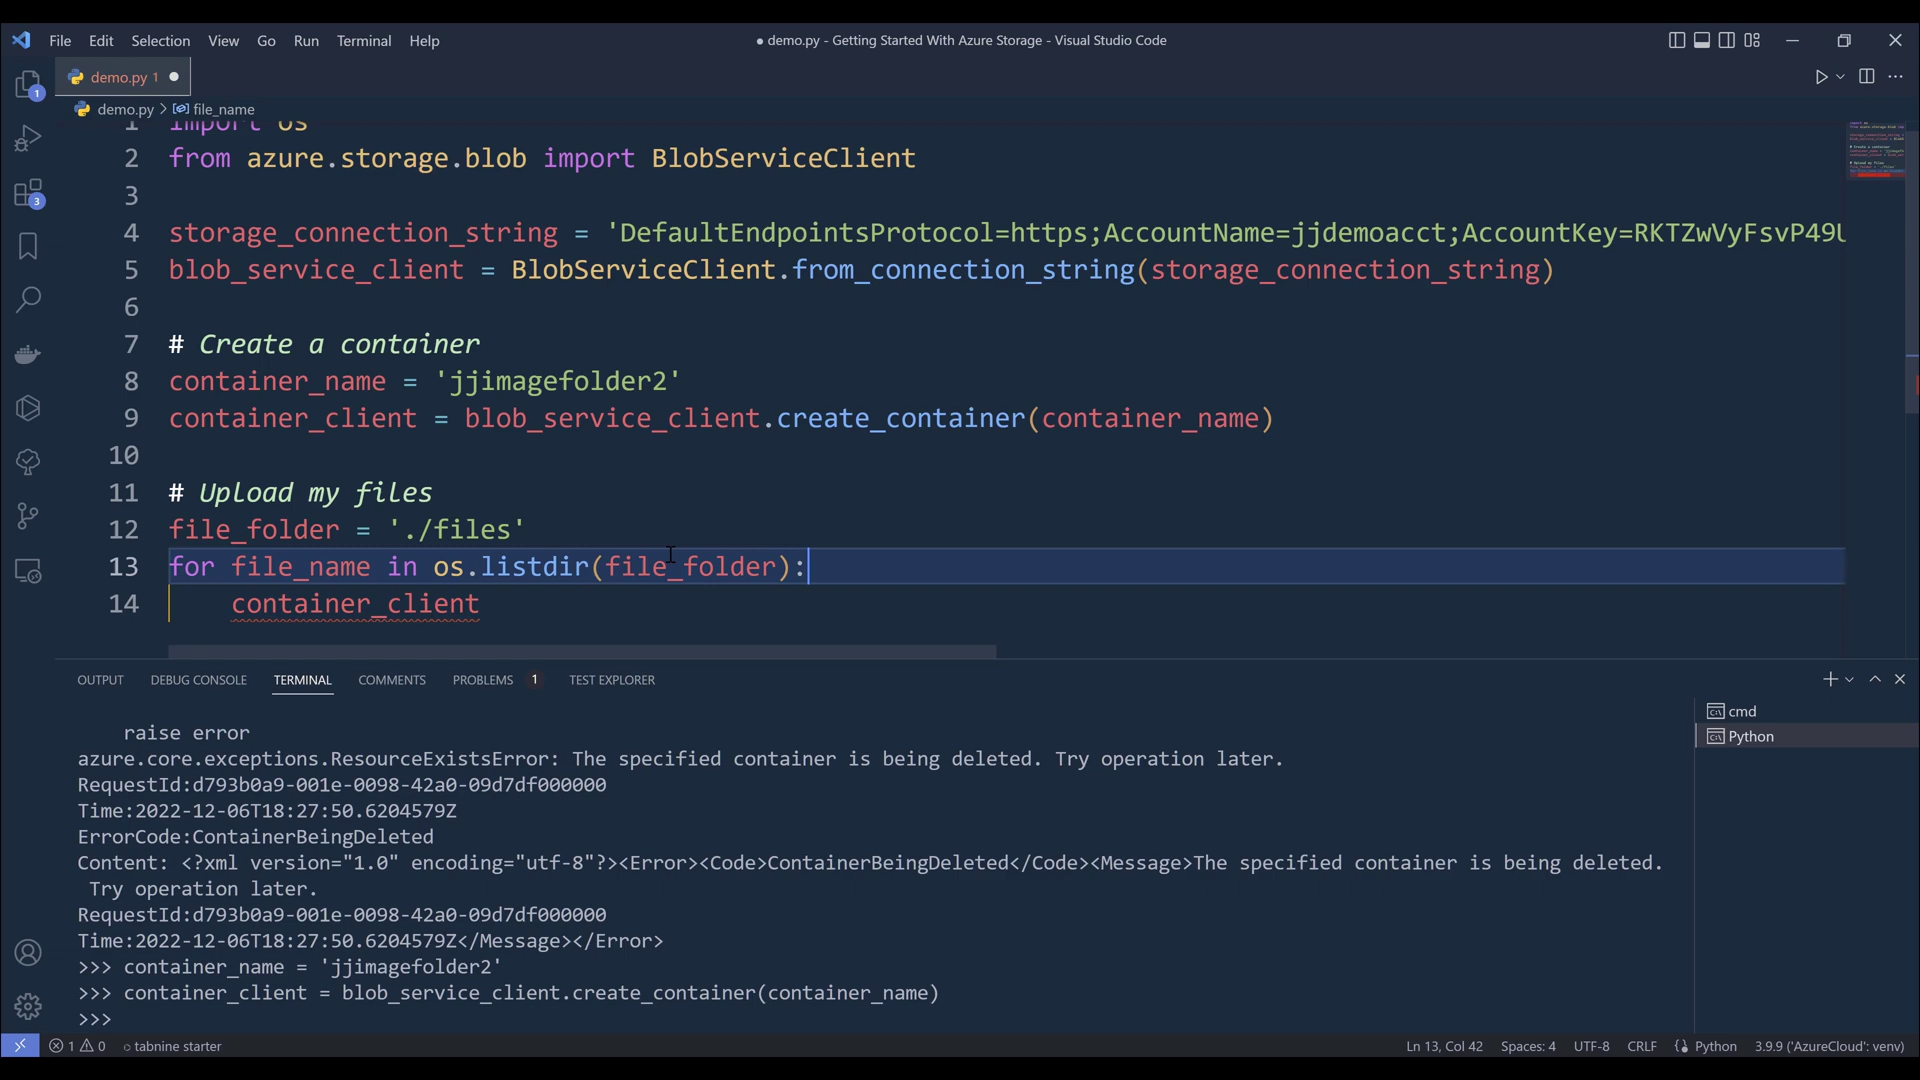 File Edit Selection View Go Run Terminal Help
● demo.py - Getting Started With Azure Storage - Visual Studio Code
demo.py 1
demo.py > file_name
1
1 import os
2 from azure.storage.blob import BlobServiceClient
3
3
4 storage_connection_string = 'DefaultEndpointsProtocol=https;AccountName=jjdemoacct;AccountKey=RKTZwVyFsvP49U
5 blob_service_client = BlobServiceClient.from_connection_string(storage_connection_string)
6
7 # Create a container
8 container_name = 'jjimagefolder2'
9 container_client = blob_service_client.create_container(container_name)
10
11 # Upload my files
12 file_folder = './files'
13 for file_name in os.listdir(file_folder):
14 container_client
OUTPUT DEBUG CONSOLE TERMINAL COMMENTS PROBLEMS 1 TEST EXPLORER
raise error
azure.core.exceptions.ResourceExistsError: The specified container is being deleted. Try operation later.
RequestId:d793b0a9-001e-0098-42a0-09d7df000000
Time:2022-12-06T18:27:50.6204579Z
ErrorCode:ContainerBeingDeleted
Content: <?xml version="1.0" encoding="utf-8"?><Error><Code>ContainerBeingDeleted</Code><Message>The specified container is being deleted.
Try operation later.
RequestId:d793b0a9-001e-0098-42a0-09d7df000000
Time:2022-12-06T18:27:50.6204579Z</Message></Error>
>>> container_name = 'jjimagefolder2'
>>> container_client = blob_service_client.create_container(container_name)
>>>
cmd
Python
1 0 tabnine starter
Ln 13, Col 42 Spaces: 4 UTF-8 CRLF Python 3.9.9 ('AzureCloud': venv)